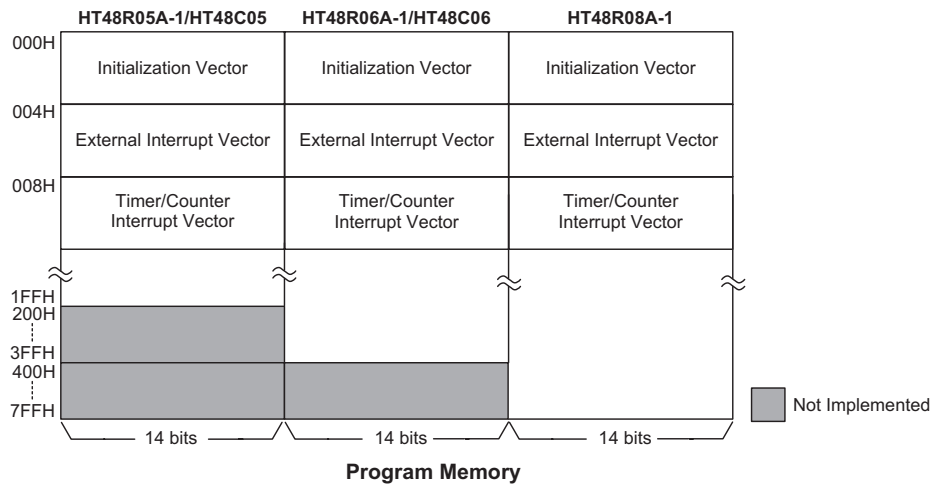 HT48R05A-1/HT48C05 HT48R06A-1/HT48C06 HT48R08A-1
000H
Initialization Vector Initialization Vector Initialization Vector
004H
External Interrupt Vector External Interrupt Vector External Interrupt Vector
008H
Timer/Counter Timer/Counter Timer/Counter
Interrupt Vector Interrupt Vector Interrupt Vector
1FFH
200H
3FFH
400H
7FFH
Not Implemented
14 bits 14 bits 14 bits
Program Memory